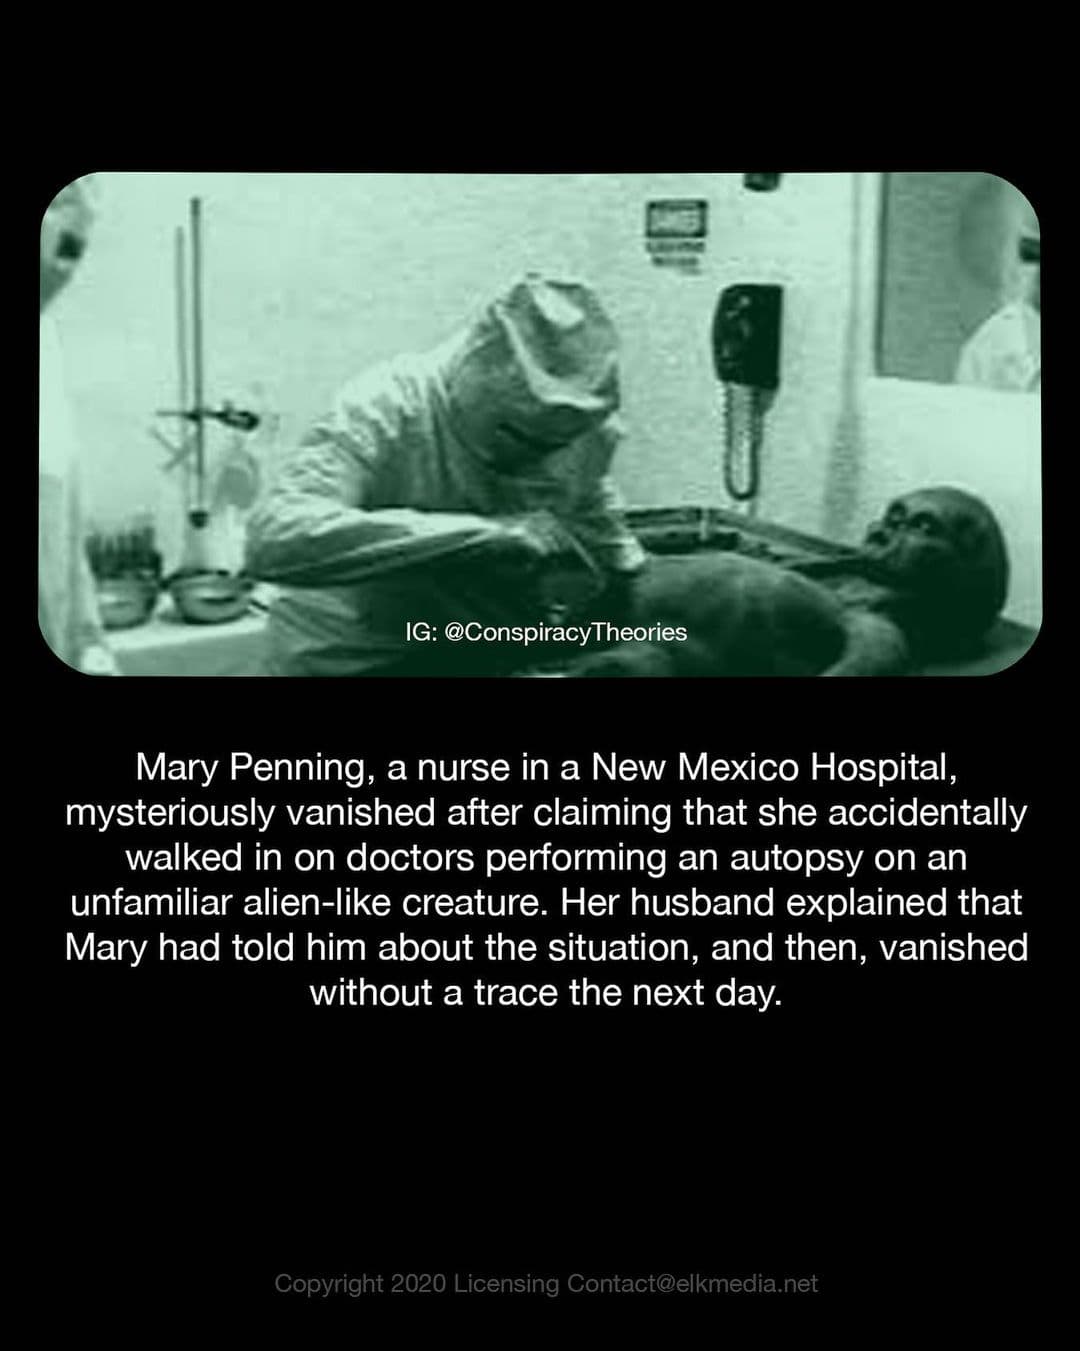 IG: @ConspiracyTheories
Mary Penning, a nurse in a New Mexico Hospital,
mysteriously vanished after claiming that she accidentally
walked in on doctors performing an autopsy on an
unfamiliar alien-like creature. Her husband explained that
Mary had told him about the situation, and then, vanished
without a trace the next day.
Copyright 2020 Licensing Contact@elkmedia.net